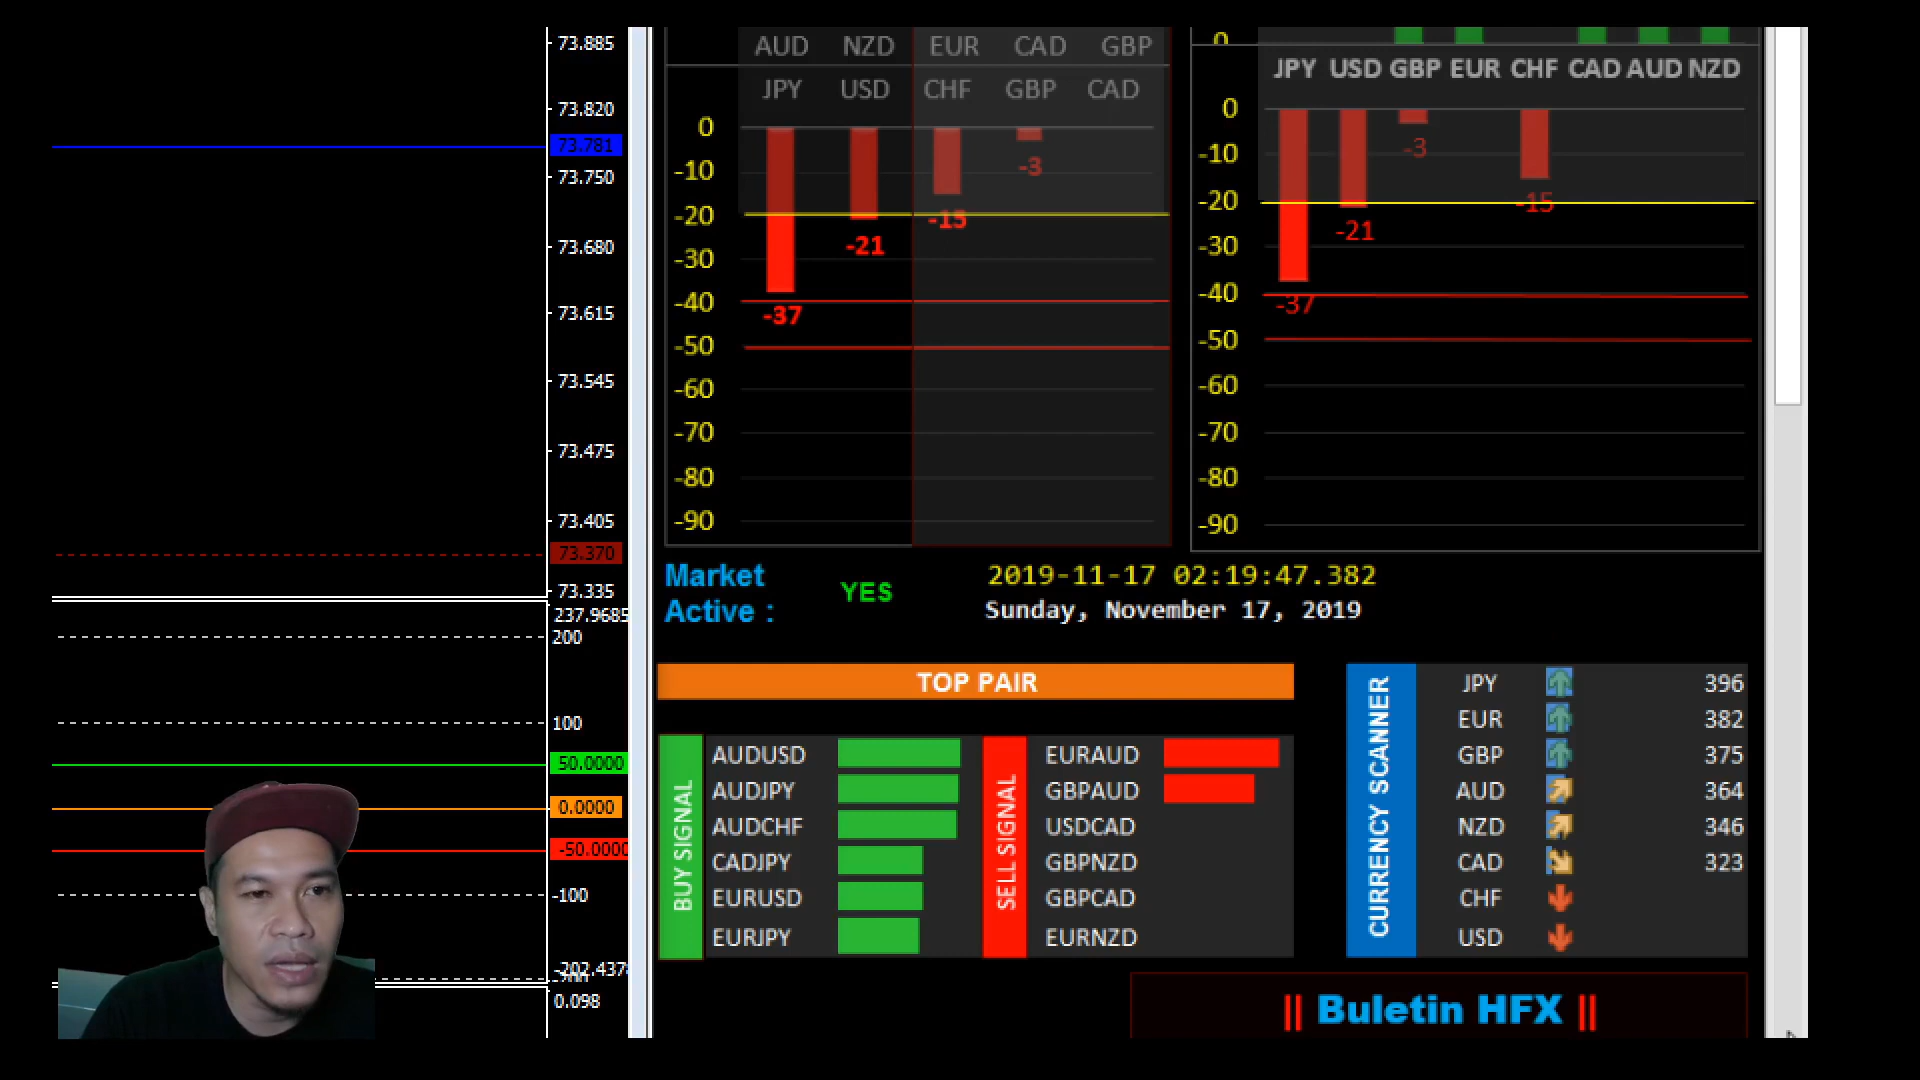 73.885
73.820
73.781
73.750
73.680
73.615
73.545
73.475
73.405
73.370
73.335
237.9685
200
100
50.0000
0.0000
-50.0000
-100
0.098
AUD NZD EUR CAD GBP
JPY USD CHF GBP CAD
0
-10
-20
-30
-40
-50
-60
-70
-80
-90
-37
-21
-15
-3
0
JPY USD GBP EUR CHF CAD AUD NZD
0
-10
-20
-30
-40
-50
-60
-70
-80
-90
-37
-21
-3
-15
Market
Active :
YES
2019-11-17 02:19:47.382
Sunday, November 17, 2019
TOP PAIR
BUY SIGNAL
AUDUSD
AUDJPY
AUDCHF
CADJPY
EURUSD
EURJPY
SELL SIGNAL
EURAUD
GBPAUD
USDCAD
GBPNZD
GBPCAD
EURNZD
CURRENCY SCANNER
JPY 396
EUR 382
GBP 375
AUD 364
NZD 346
CAD 323
CHF
USD
|| Buletin HFX ||